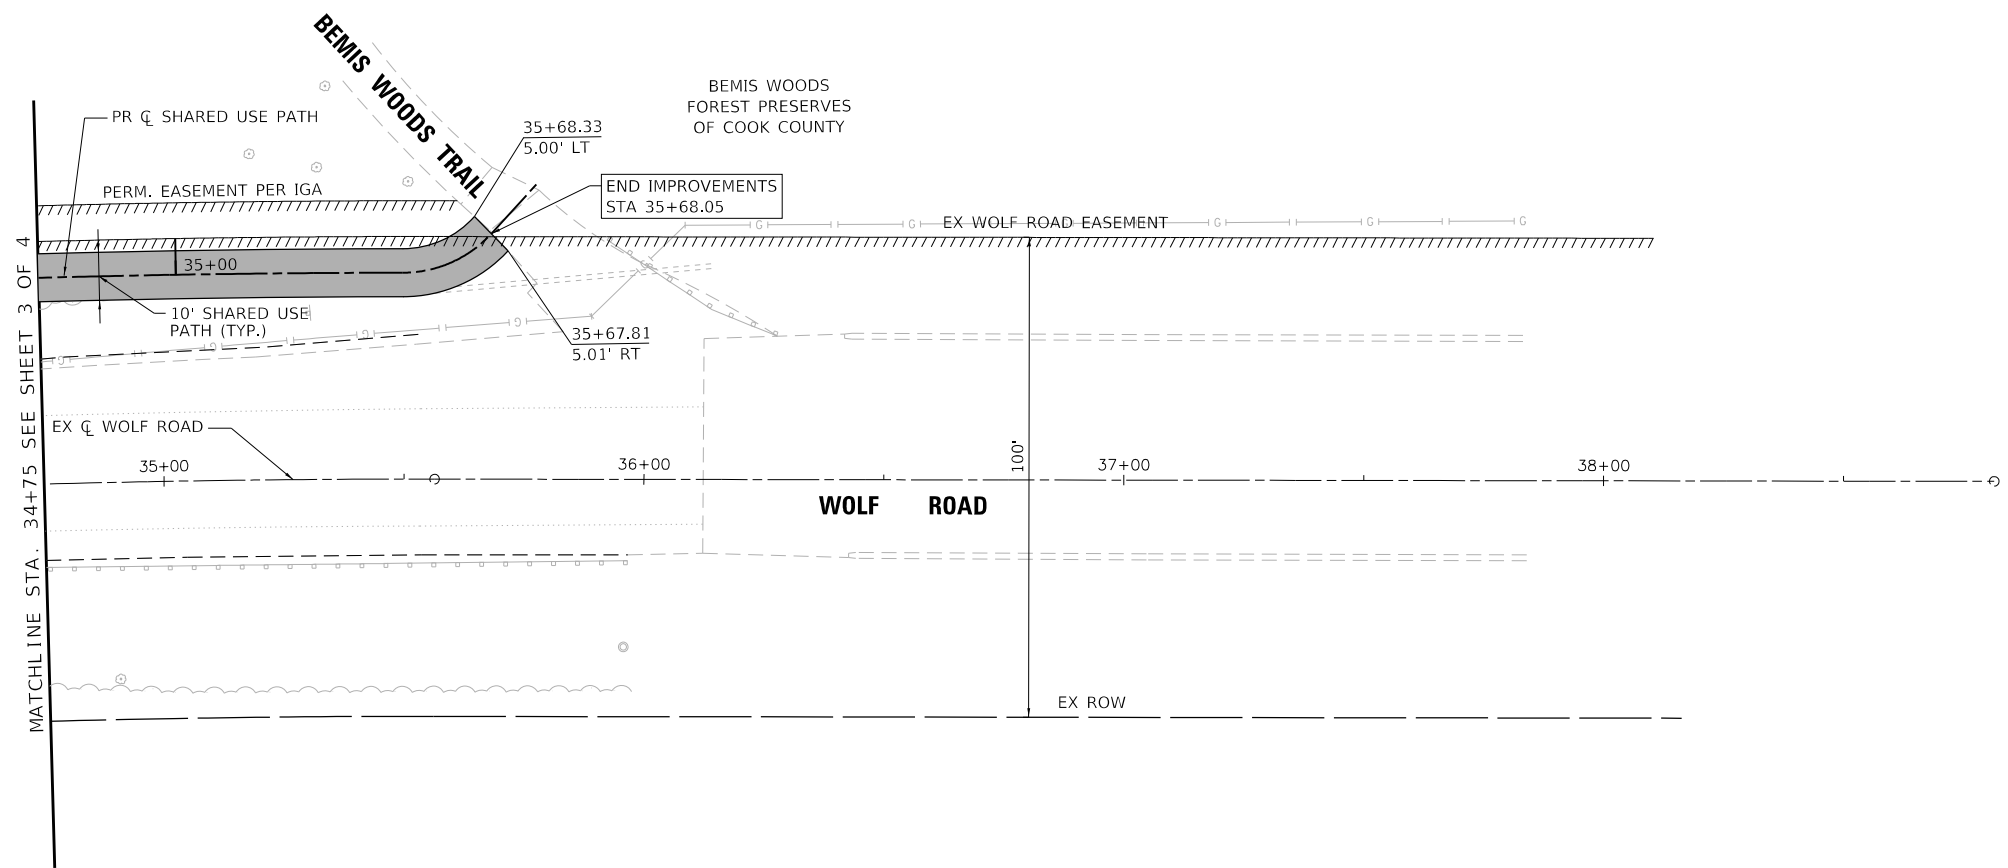 BEMIS WOODS TRAIL
BEMIS WOODS
FOREST PRESERVES
OF COOK COUNTY
PR ℄ SHARED USE PATH
35+68.33
5.00' LT
PERM. EASEMENT PER IGA
END IMPROVEMENTS
STA 35+68.05
EX WOLF ROAD EASEMENT
G G G G G G
35+00
10' SHARED USE
PATH (TYP.)
35+67.81
5.01' RT
G G G G
G
MATCHLINE STA. 34+75 SEE SHEET 3 OF 4
EX ℄ WOLF ROAD
35+00
36+00
37+00
38+00
100'
WOLF ROAD
EX ROW